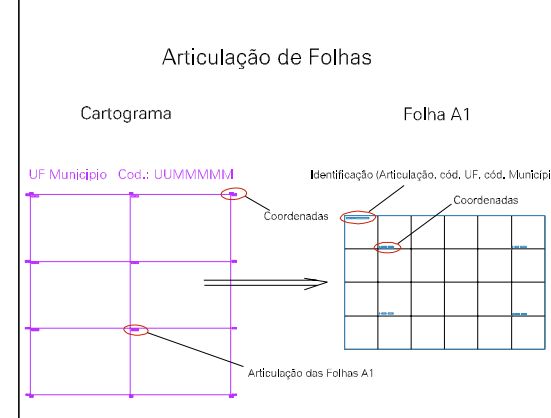 Articulação de Folhas
Cartograma
Folha A1
UF Municipio Cod.: UUMMMMM
Identificação (Articulação, cód. UF, cód. Municípi
Coordenadas
Coordenadas
Articulação das Folhas A1